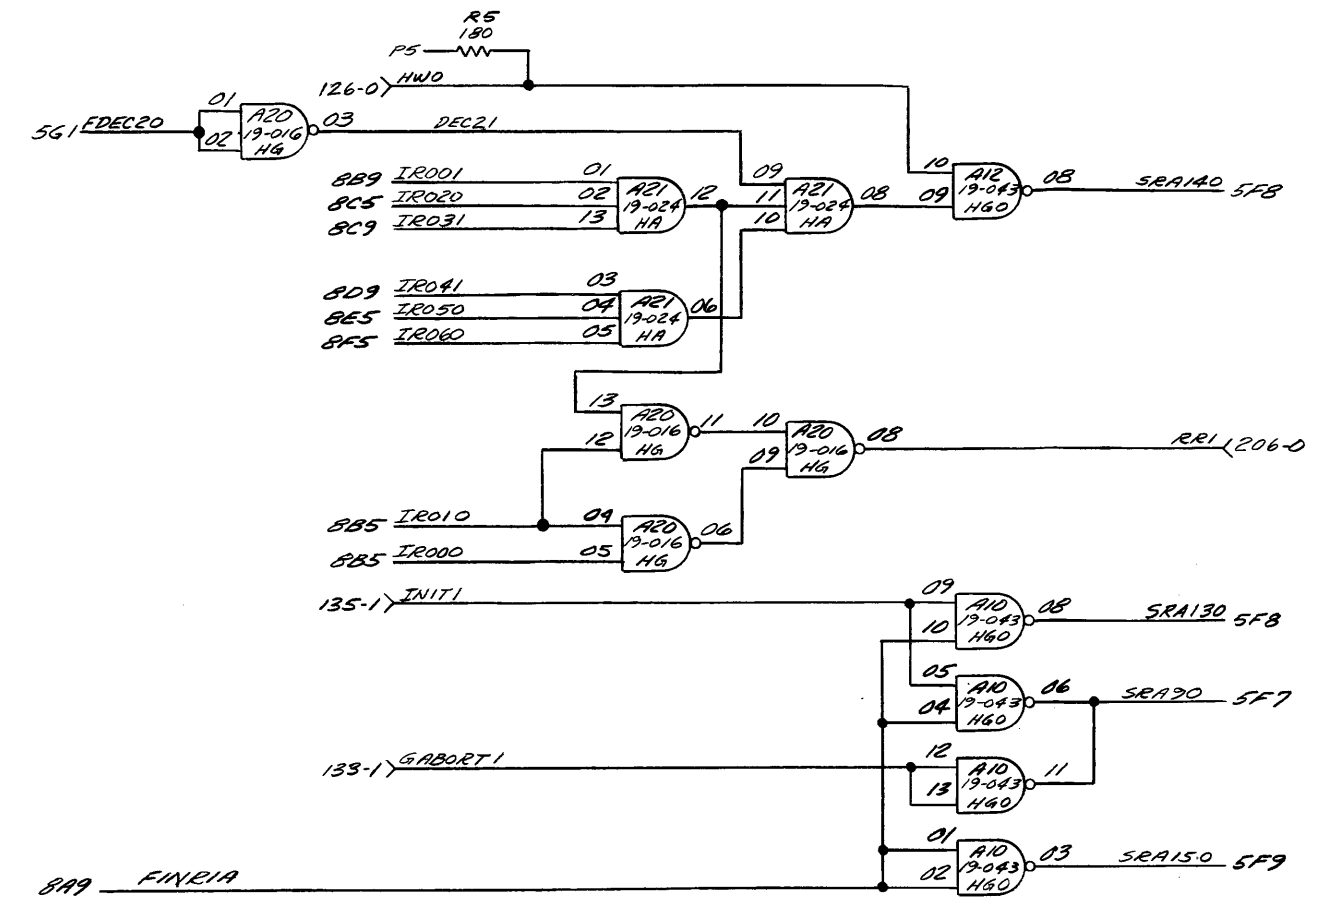 R5
180
P5
126-0 HW0
5G1 FDEC20 01 02 A20 19-016 HG 03 DEC21
8B9 IR001 01
8C5 IR020 02
8C9 IR031 13
A21 19-024 HA 12
09 11 10 A21 19-024 HA 08
10 09 A12 19-043 HGO 08 SRA140 5F8
8D9 IR041 03
8E5 IR050 04
8F5 IR060 05
A21 19-024 HA 06
13 12 A20 19-016 HG 11
10 09 A20 19-016 HG 08 RR1 206-0
8B5 IR010 04
8B5 IR000 05
A20 19-016 HG 06
135-1 INIT1
09 10 A10 19-043 HGO 08 SRA130 5F8
05 04 A10 19-043 HGO 06 SRA90 5F7
133-1 GABORT1
12 13 A10 19-043 HGO 11
01 02 A10 19-043 HGO 03 SRA150 5F9
8A9 FINR1A